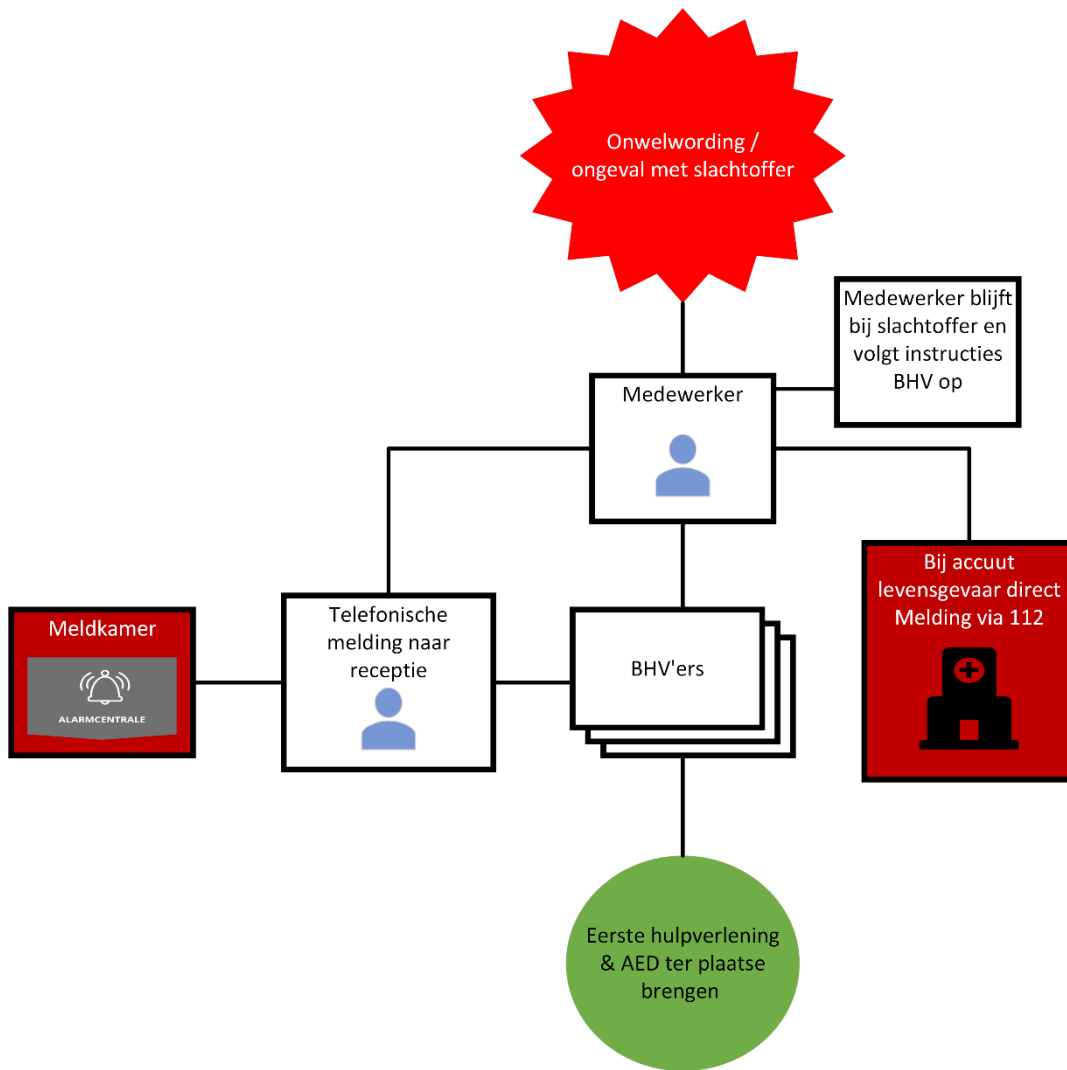 Onwelwording /
ongeval met slachtoffer
Medewerker blijft
bij slachtoffer en
volgt instructies
BHV op
Medewerker
Bij accuut
levensgevaar direct
Melding via 112
Telefonische
melding naar
receptie
Meldkamer
ALARMCENTRALE
BHV'ers
Eerste hulpverlening
& AED ter plaatse
brengen